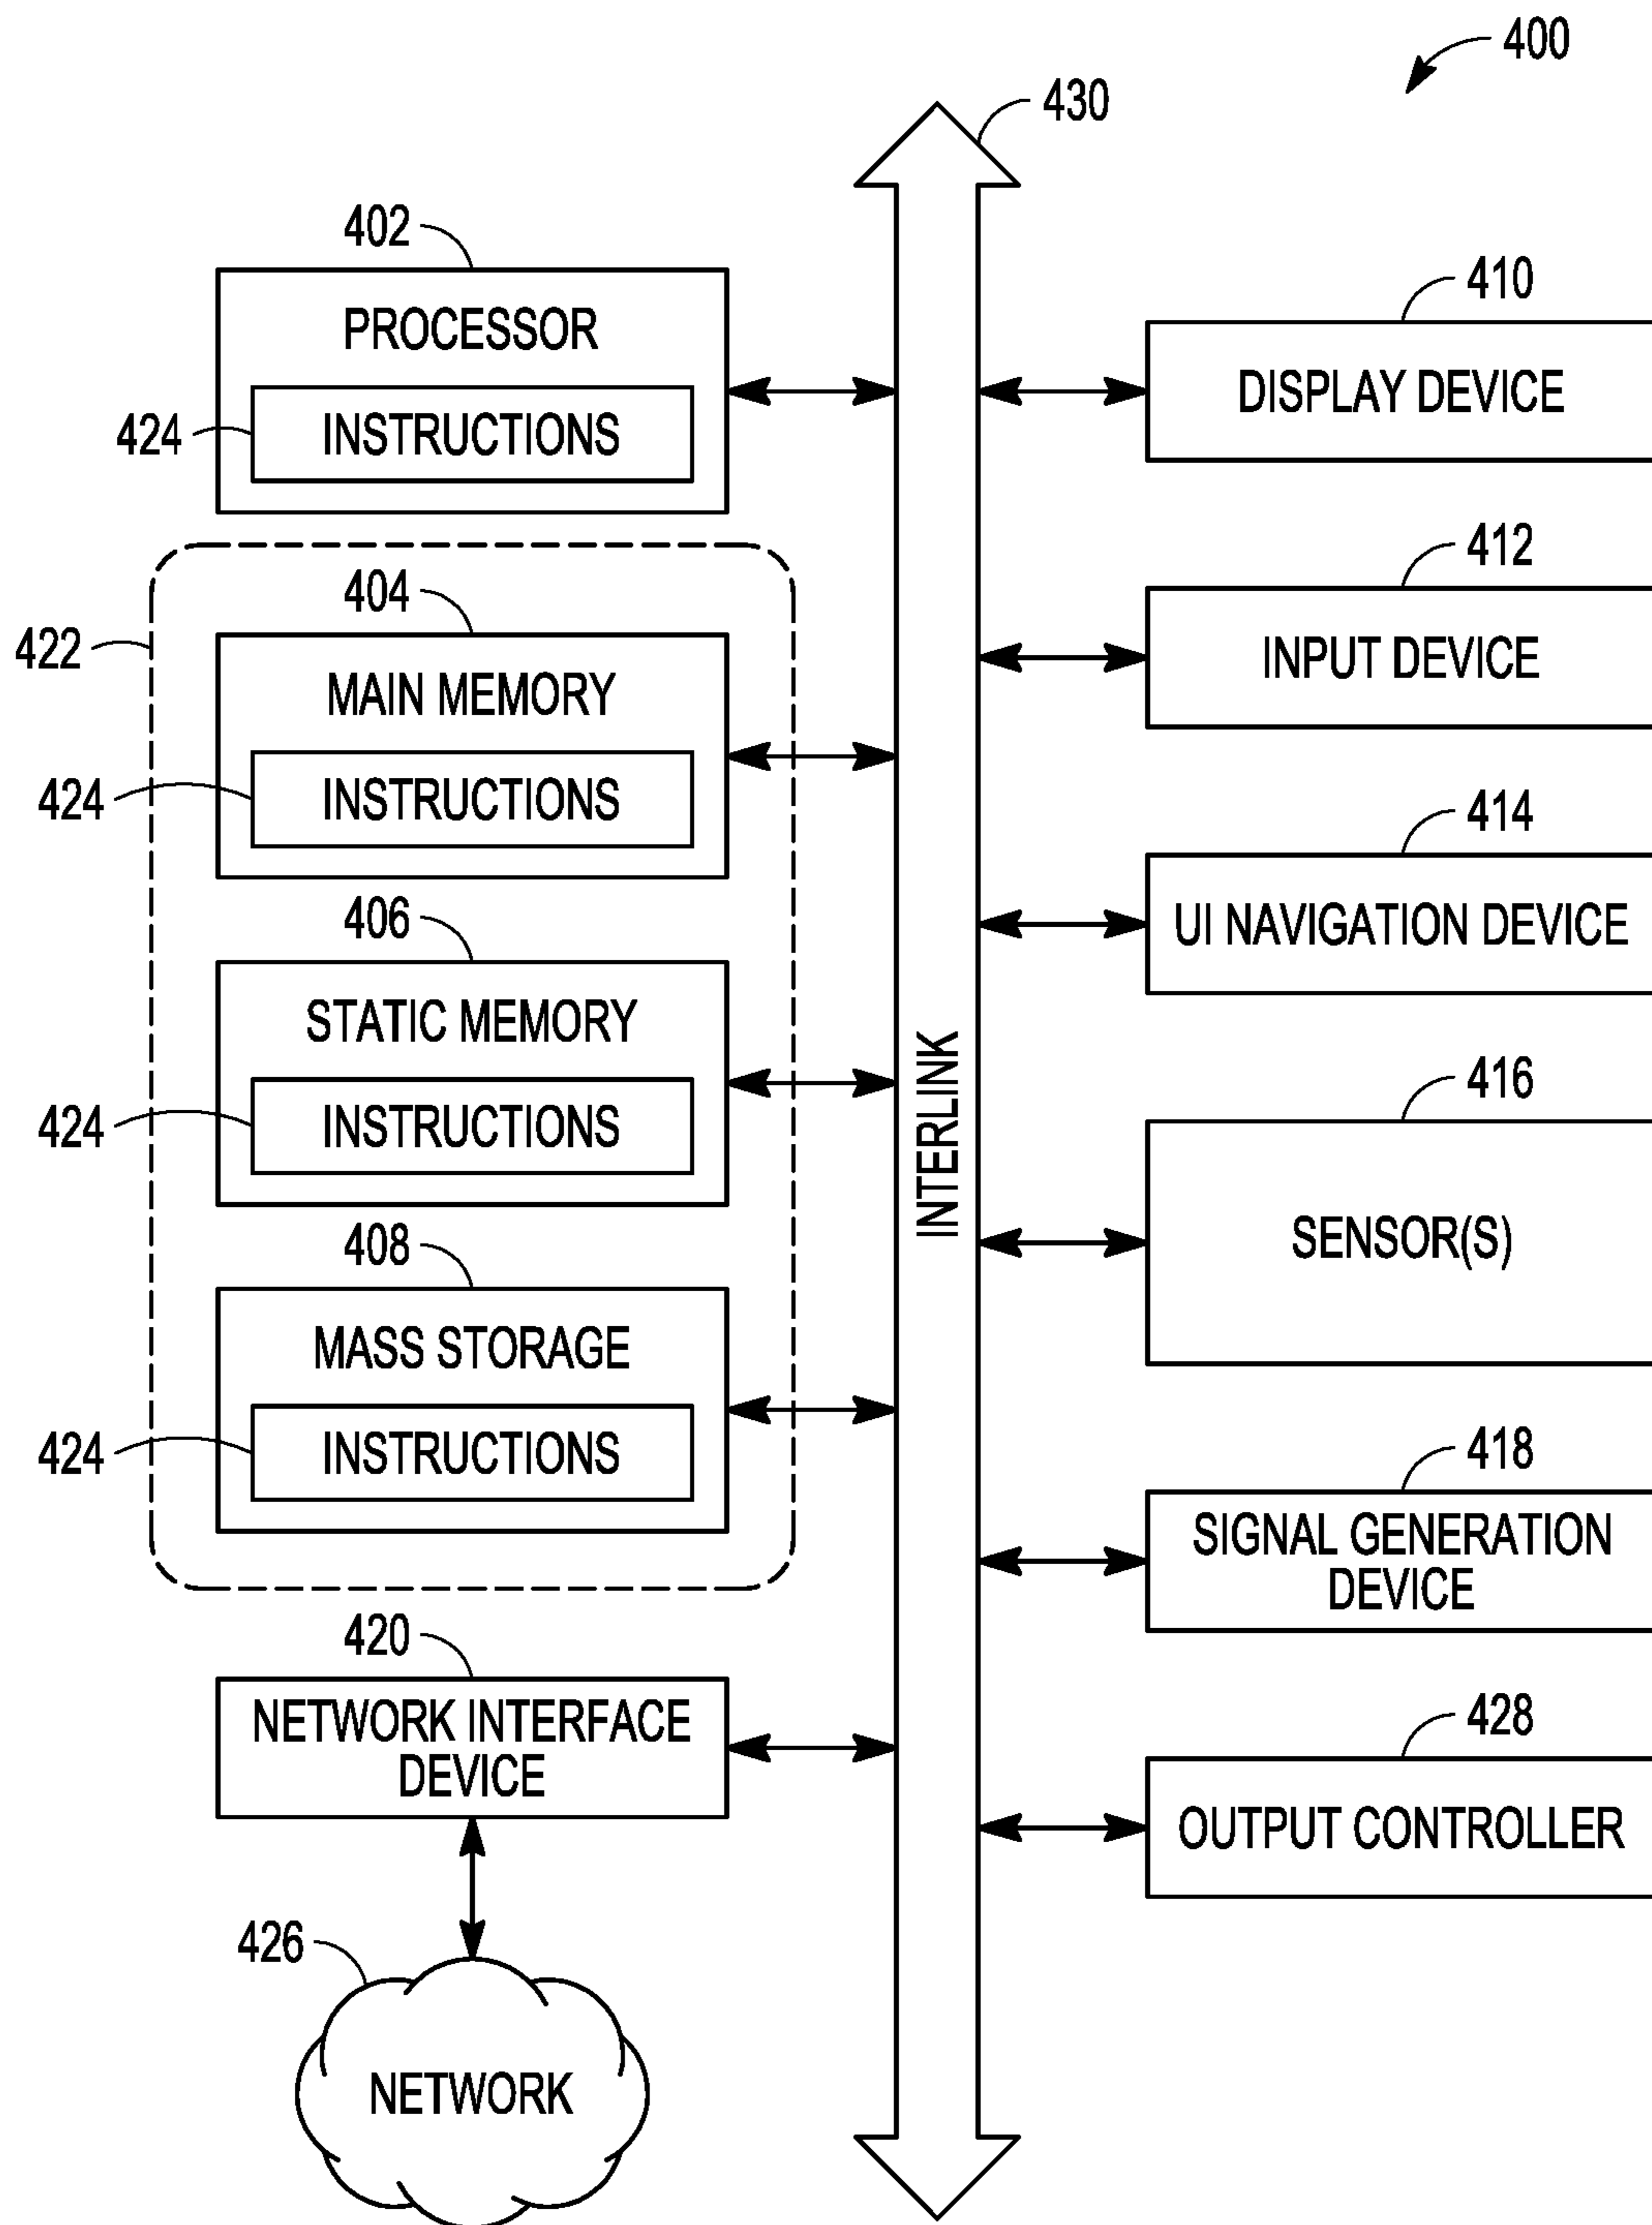 400
430
402
PROCESSOR
424
INSTRUCTIONS
422
404
MAIN MEMORY
424
INSTRUCTIONS
406
STATIC MEMORY
424
INSTRUCTIONS
408
MASS STORAGE
424
INSTRUCTIONS
420
NETWORK INTERFACE
DEVICE
426
NETWORK
INTERLINK
410
DISPLAY DEVICE
412
INPUT DEVICE
414
UI NAVIGATION DEVICE
416
SENSOR(S)
418
SIGNAL GENERATION
DEVICE
428
OUTPUT CONTROLLER